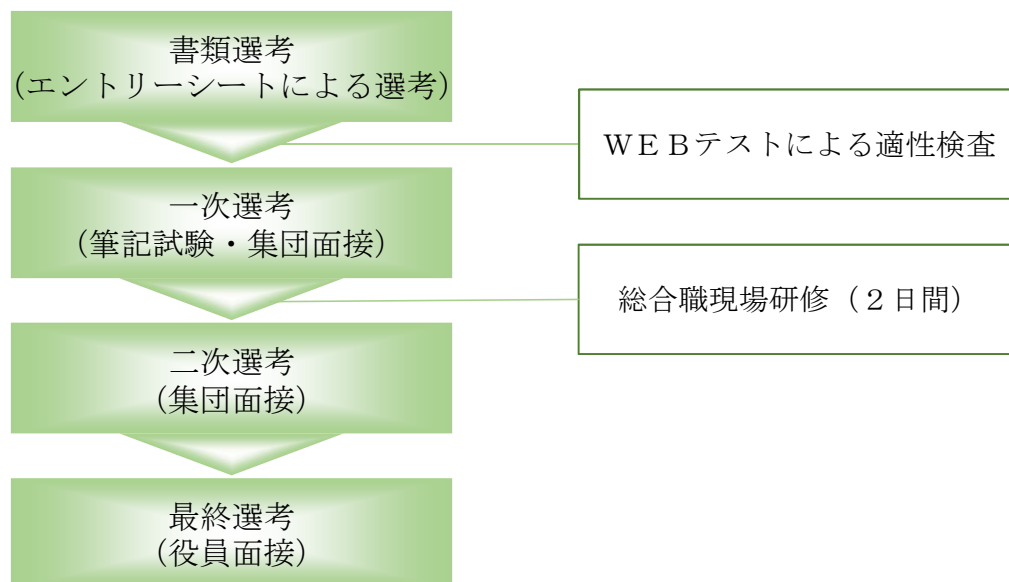 書類選考
(エントリーシートによる選考)
WEBテストによる適性検査
一次選考
(筆記試験・集団面接)
総合職現場研修(2日間)
二次選考
(集団面接)
最終選考
(役員面接)